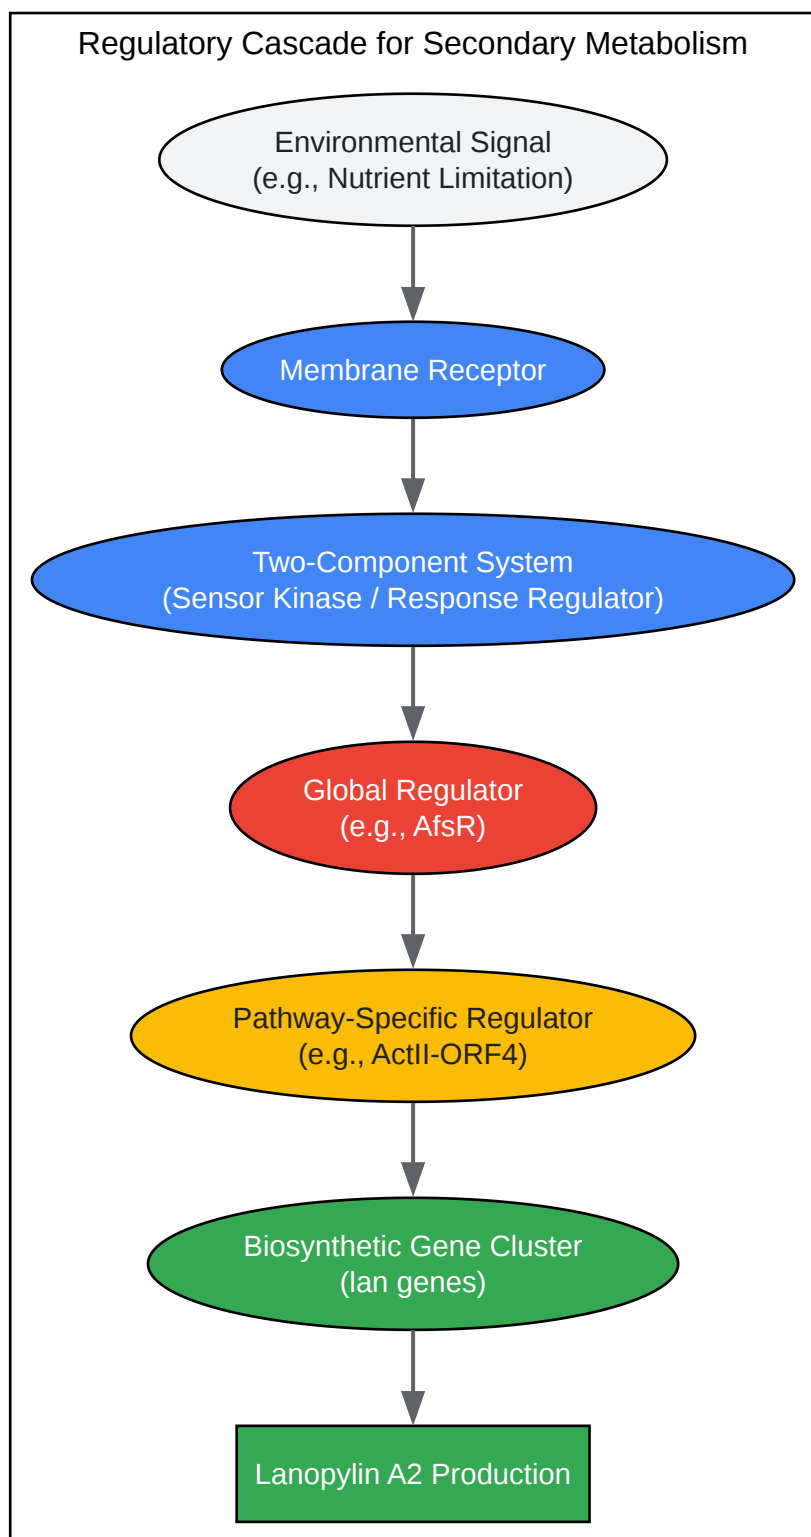 Regulatory Cascade for Secondary Metabolism
Environmental Signal
(e.g., Nutrient Limitation)
Membrane Receptor
Two-Component System
(Sensor Kinase / Response Regulator)
Global Regulator
(e.g., AfsR)
Pathway-Specific Regulator
(e.g., ActII-ORF4)
Biosynthetic Gene Cluster
(lan genes)
Lanopylin A2 Production